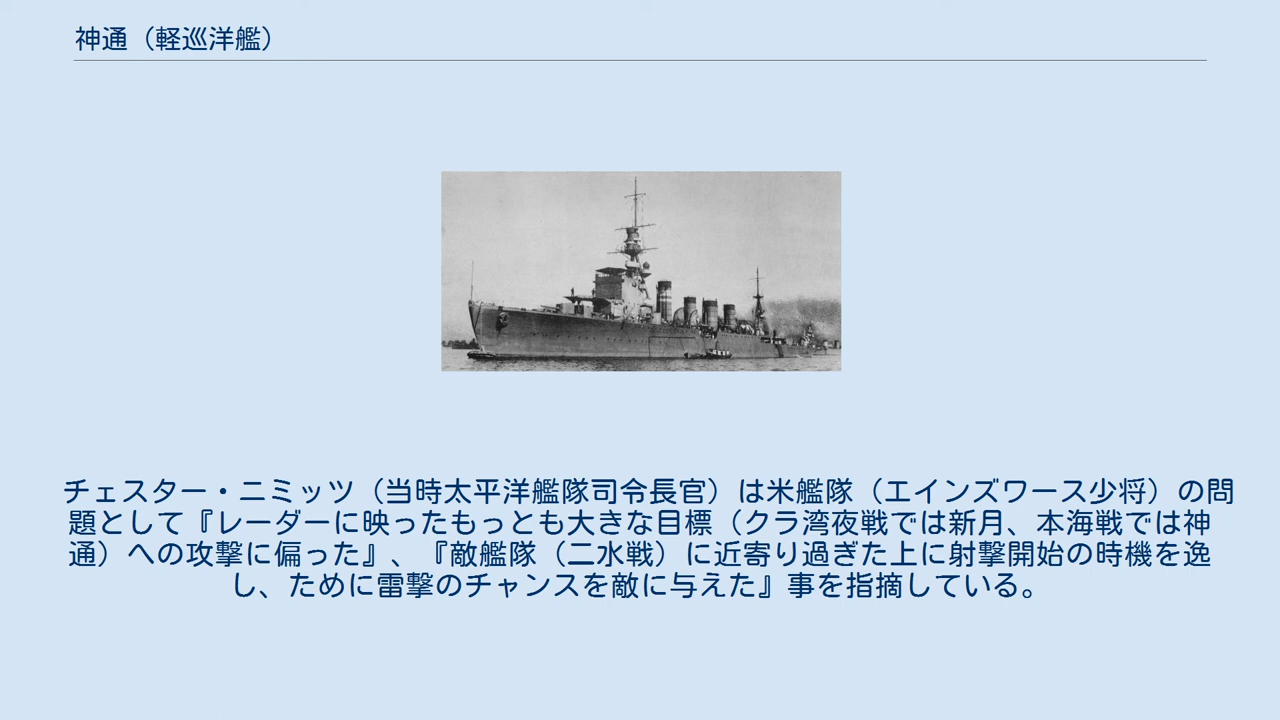 神通（軽巡洋艦）
チェスター・ニミッツ（当時太平洋艦隊司令長官）は米艦隊（エインズワース少将）の問
題として『レーダーに映ったもっとも大きな目標（クラ湾夜戦では新月、本海戦では神
通）への攻撃に偏った』、『敵艦隊（二水戦）に近寄り過ぎた上に射撃開始の時機を逸
し、ために雷撃のチャンスを敵に与えた』事を指摘している。